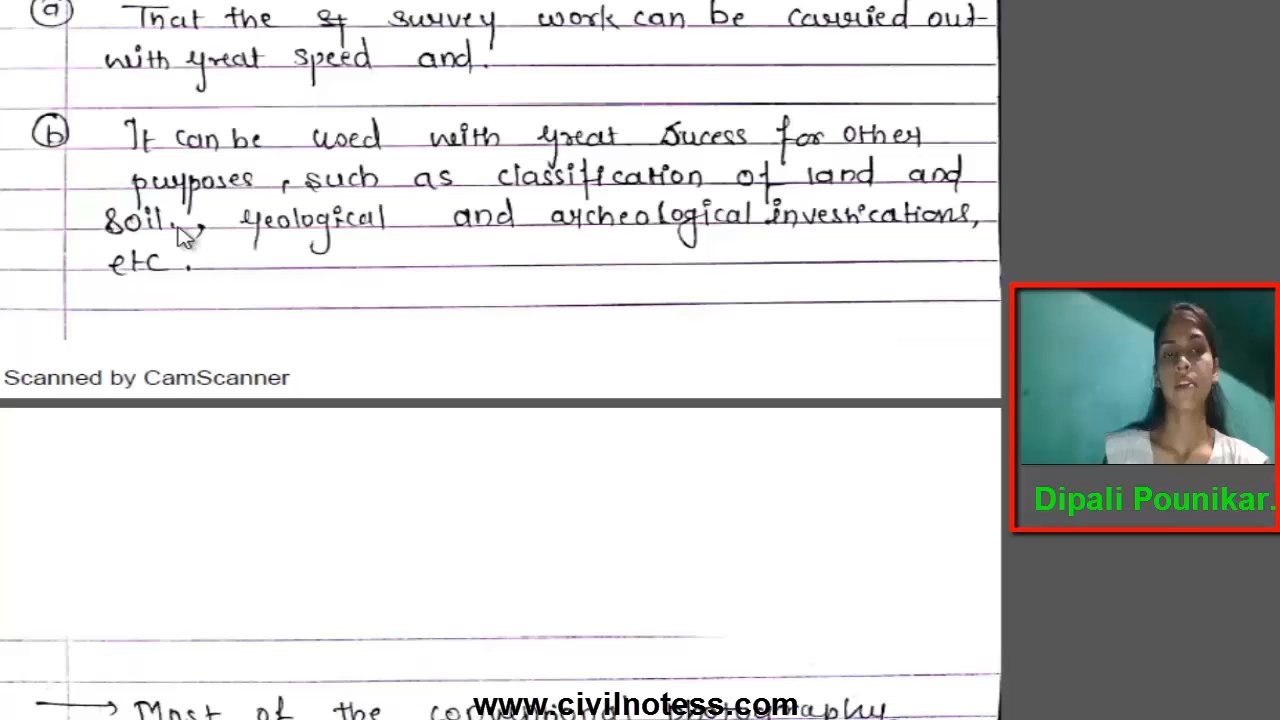 (a) That the st survey work can be carried out
with great speed and.
(b) It can be used with great sucess for other
purposes, such as classification of land and
soil., geological and archeological investications,
etc.
Scanned by CamScanner
Dipali Pounikar.
→ Most of the photography
www.civilnotess.com